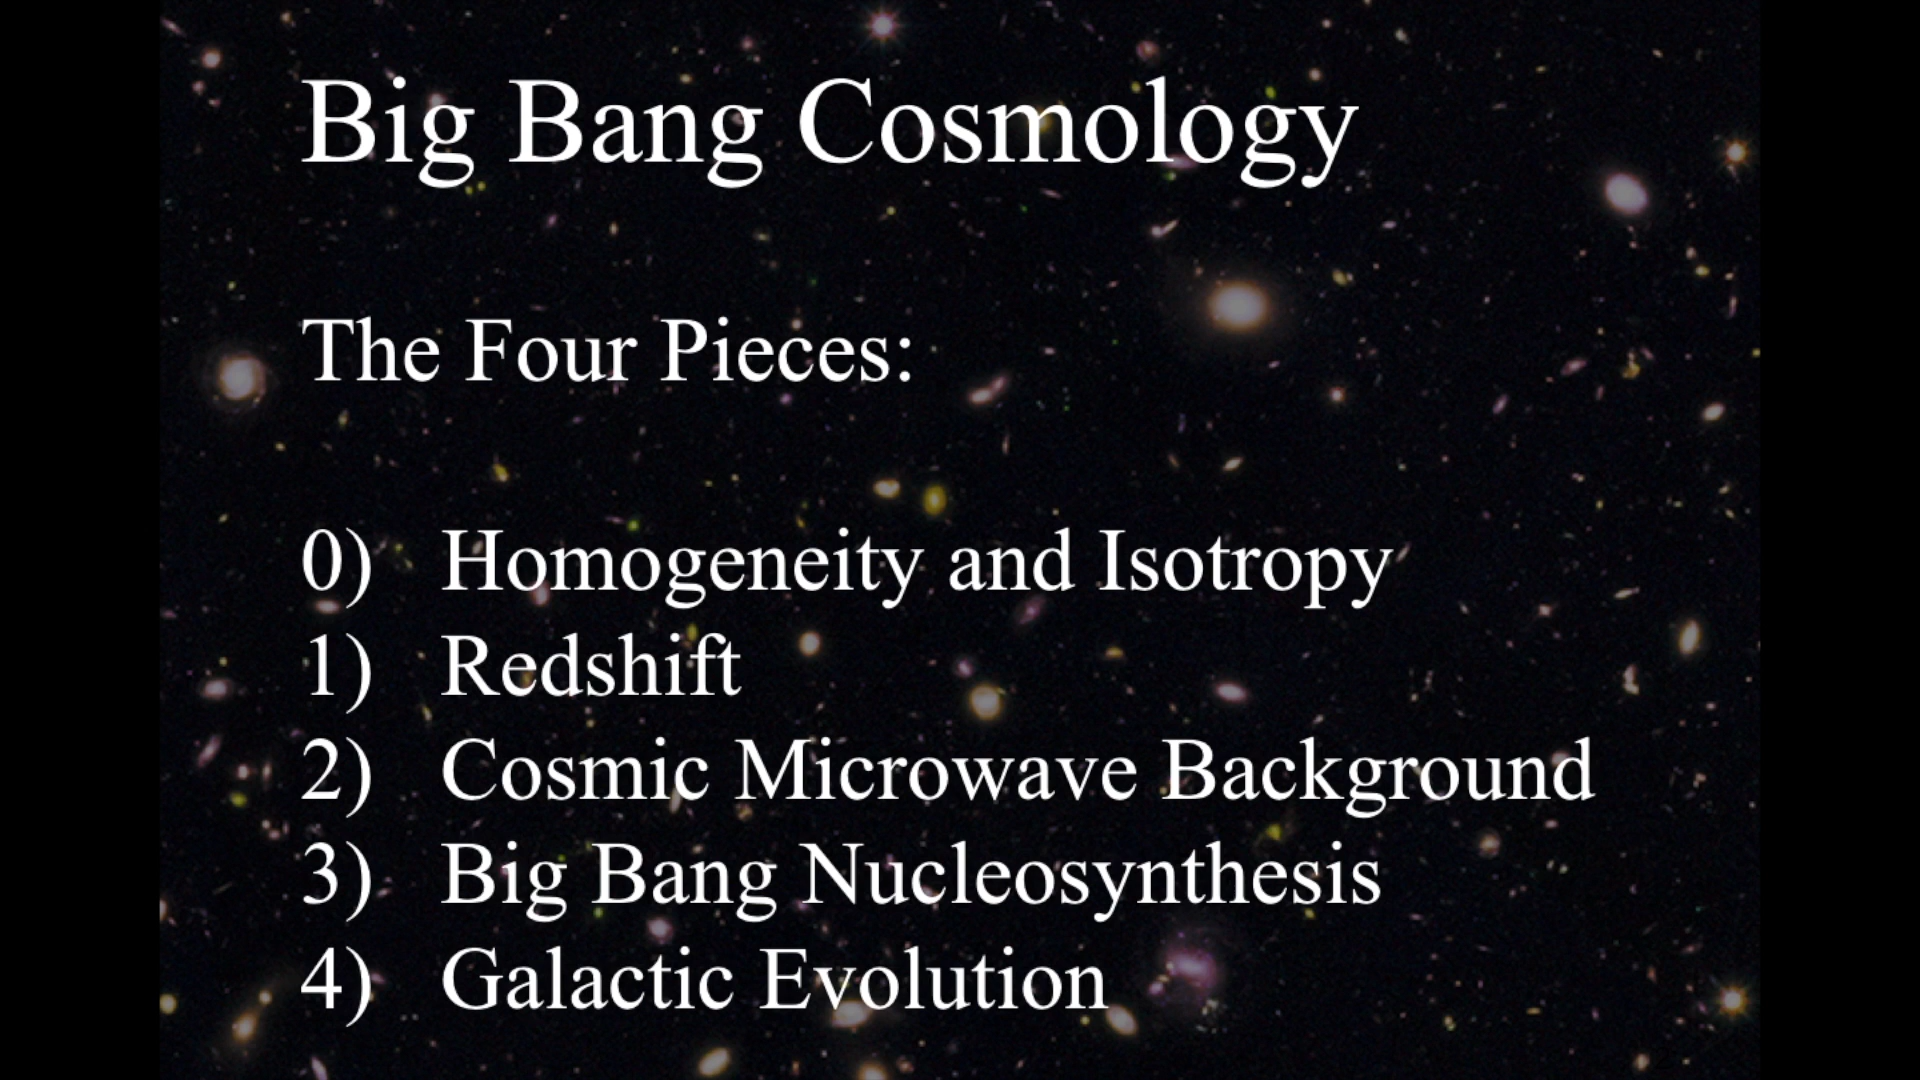 Big Bang Cosmology
The Four Pieces:
0) Homogeneity and Isotropy
1) Redshift
2) Cosmic Microwave Background
3) Big Bang Nucleosynthesis
4) Galactic Evolution